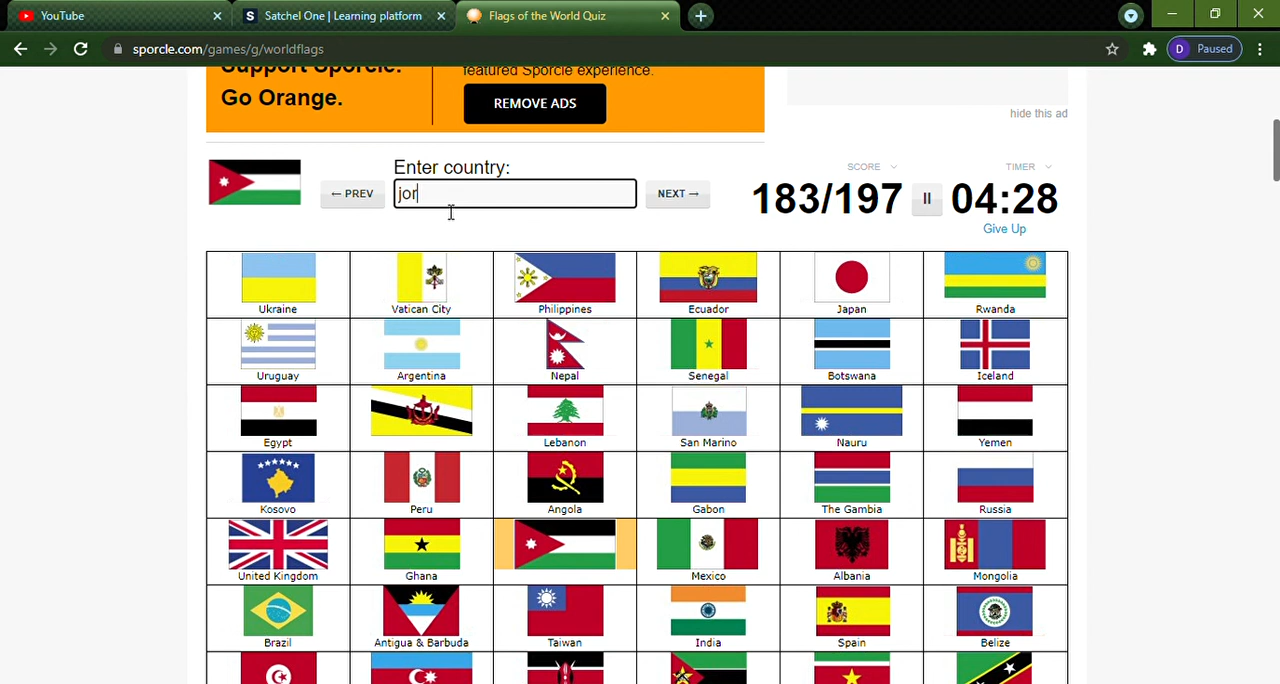 YouTube
Satchel One | Learning platform
Flags of the World Quiz
sporcle.com/games/g/worldflags
D Paused
Support Sporcle.
Go Orange.
featured Sporcle experience.
REMOVE ADS
hide this ad
Enter country:
← PREV
jor
NEXT →
SCORE
183/197
TIMER
04:28
Give Up
Ukraine Vatican City Philippines Ecuador Japan Rwanda
Uruguay Argentina Nepal Senegal Botswana Iceland
Egypt Lebanon San Marino Nauru Yemen
Kosovo Peru Angola Gabon The Gambia Russia
United Kingdom Ghana Mexico Albania Mongolia
Brazil Antigua & Barbuda Taiwan India Spain Belize